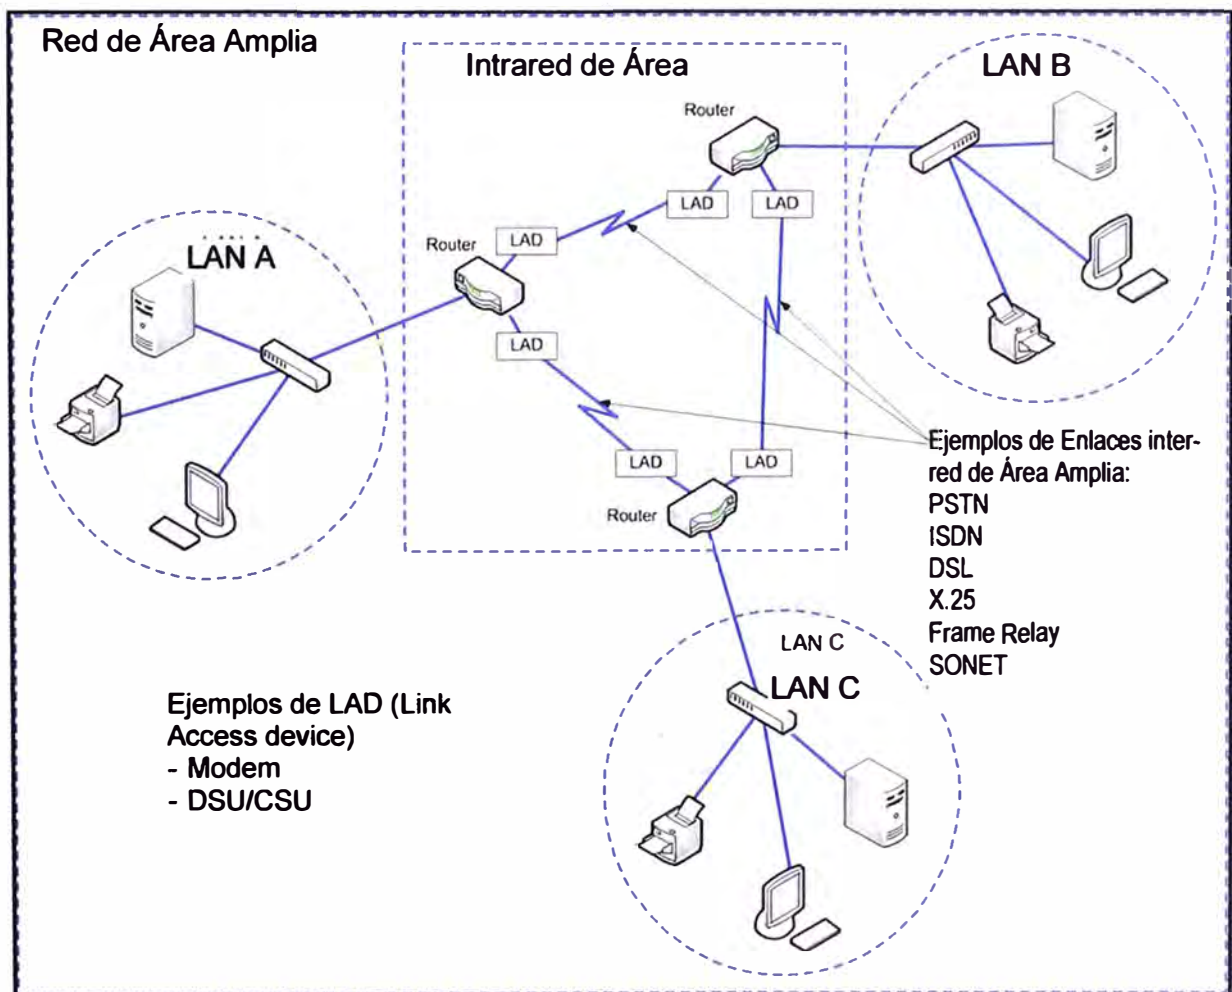 Red de Área Amplia
Intrared de Área
LAN B
Router
LAD
LAD
LAN A
Router
LAD
LAD
LAD
LAD
Router
Ejemplos de Enlaces inter-
red de Área Amplia:
PSTN
ISDN
DSL
X.25
Frame Relay
SONET
LAN C
LAN C
Ejemplos de LAD (Link
Access device)
- Modem
- DSU/CSU